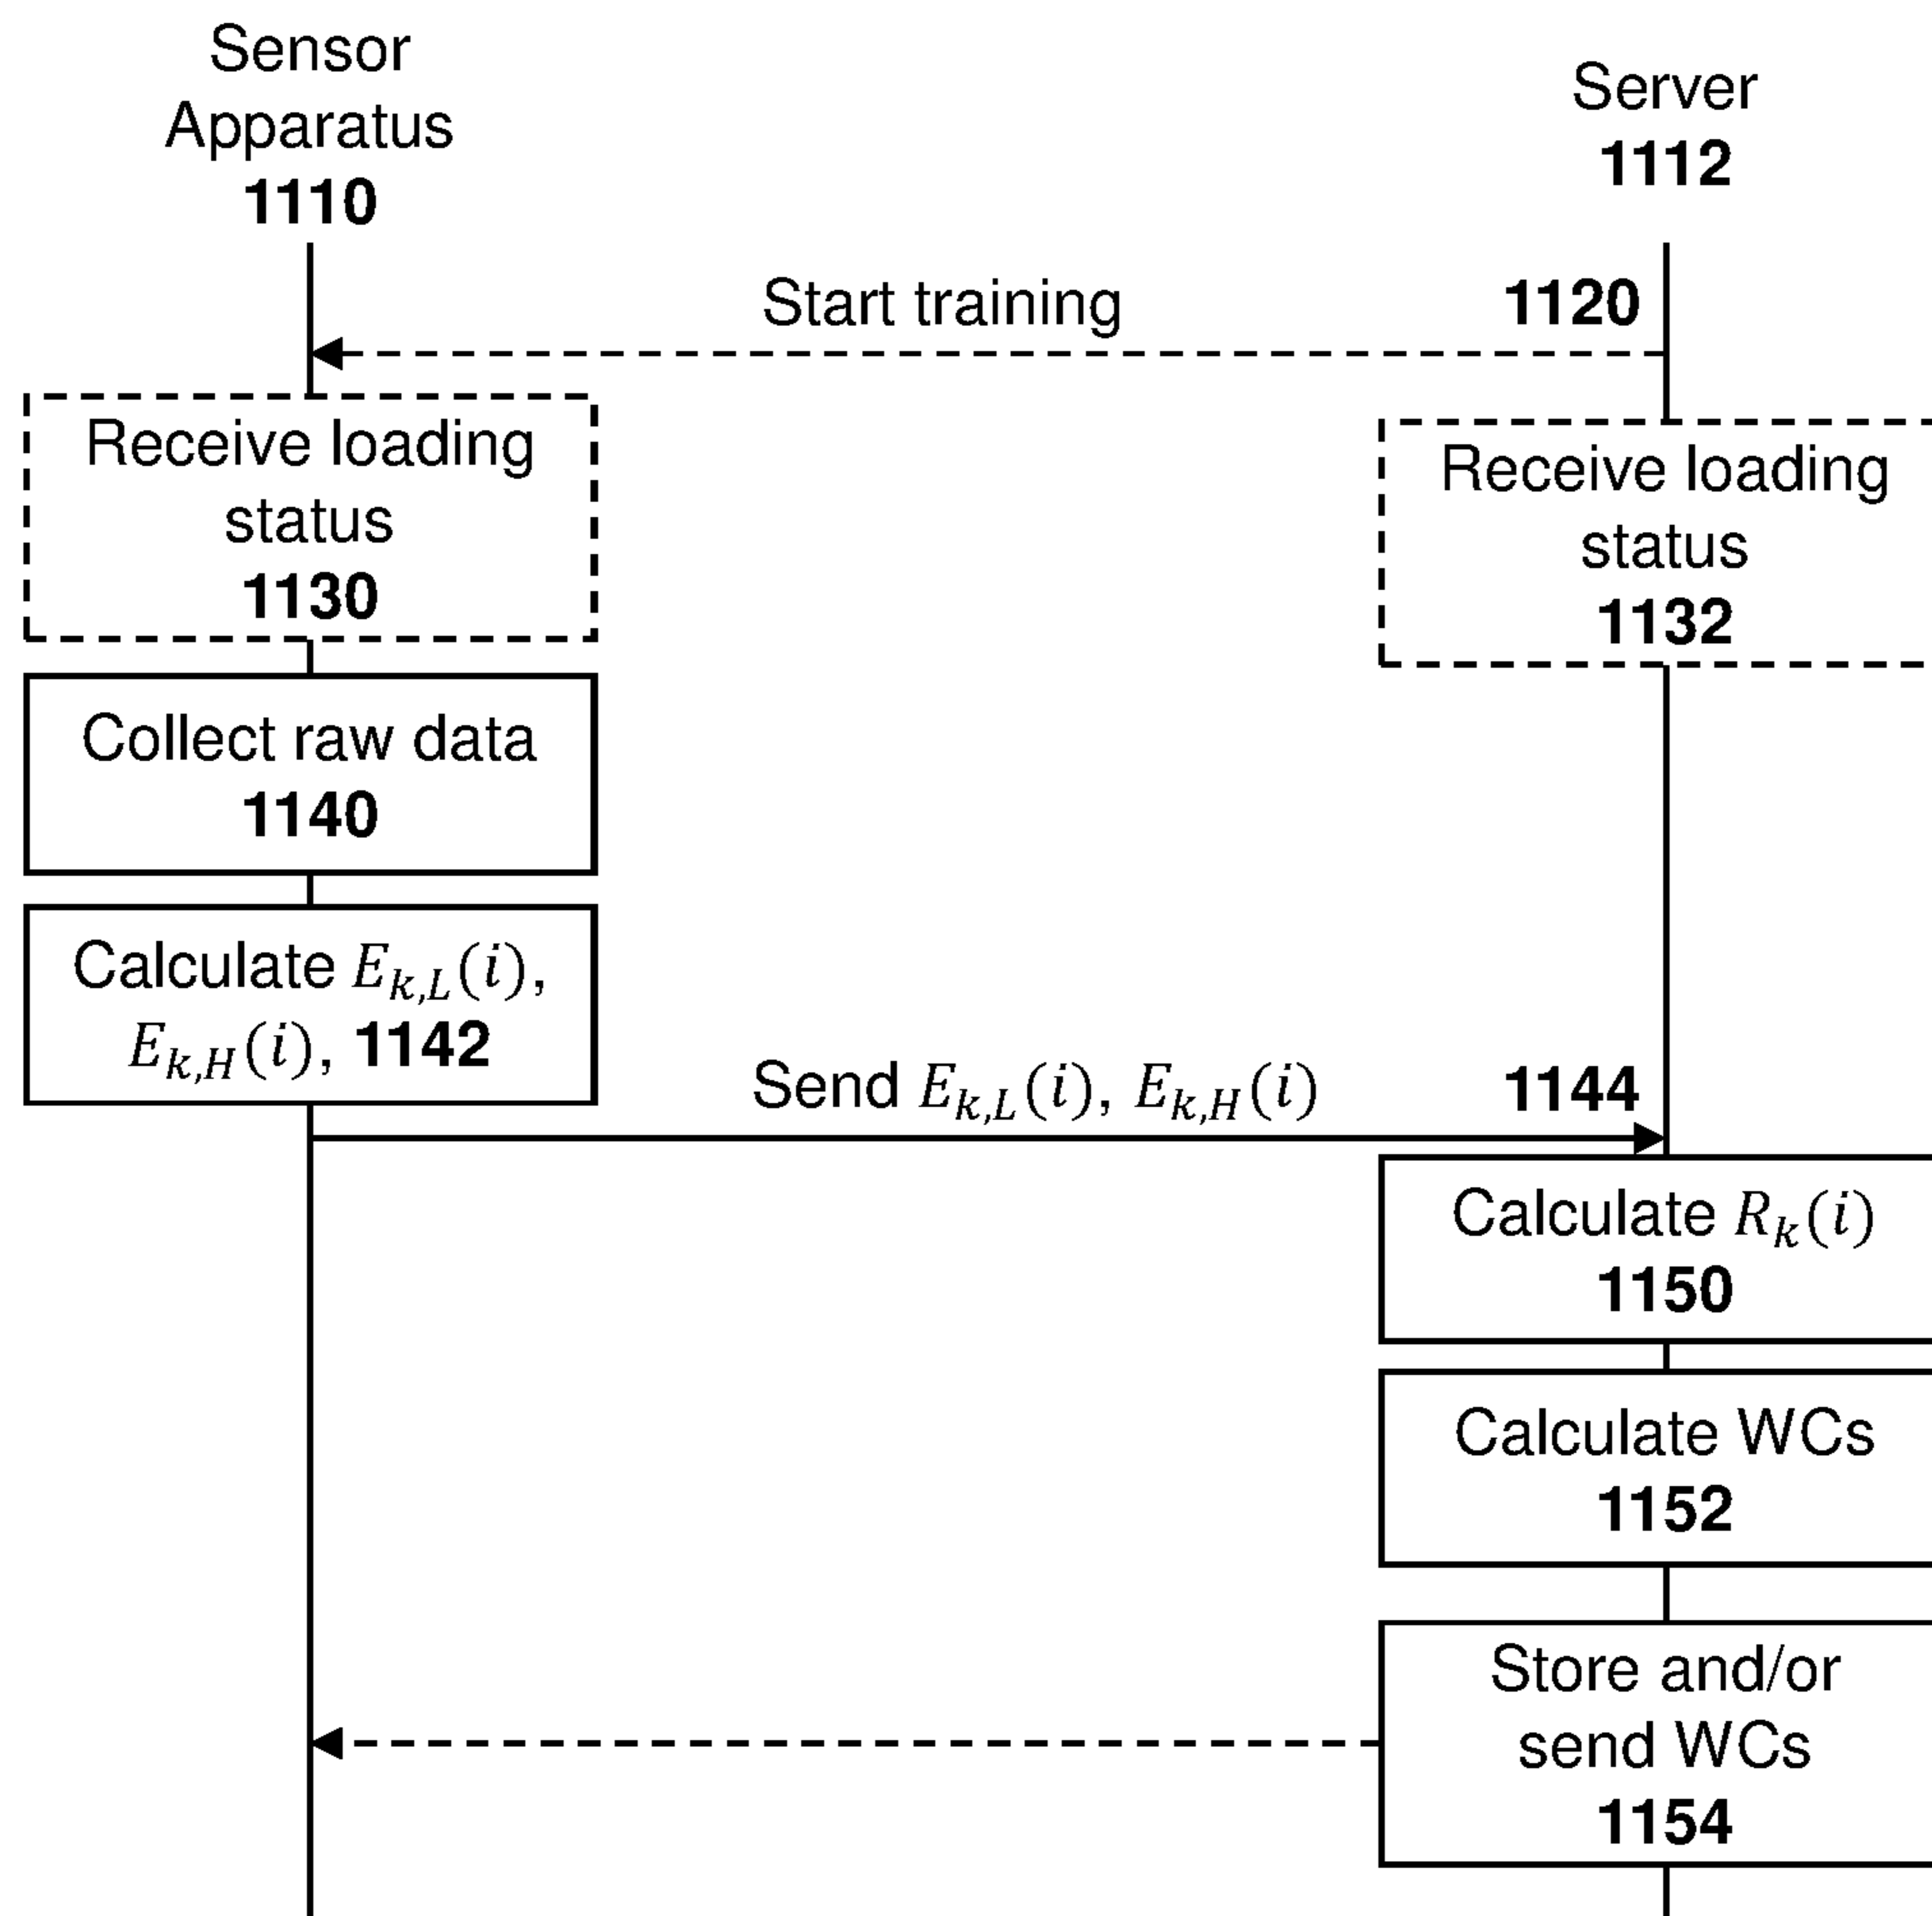 Sensor
Apparatus
1110
Server
1112
Start training
1120
Receive loading
status
1130
Receive loading
status
1132
Collect raw data
1140
Calculate E_{k,L}(i),
E_{k,H}(i), 1142
Send E_{k,L}(i), E_{k,H}(i)
1144
Calculate R_k(i)
1150
Calculate WCs
1152
Store and/or
send WCs
1154